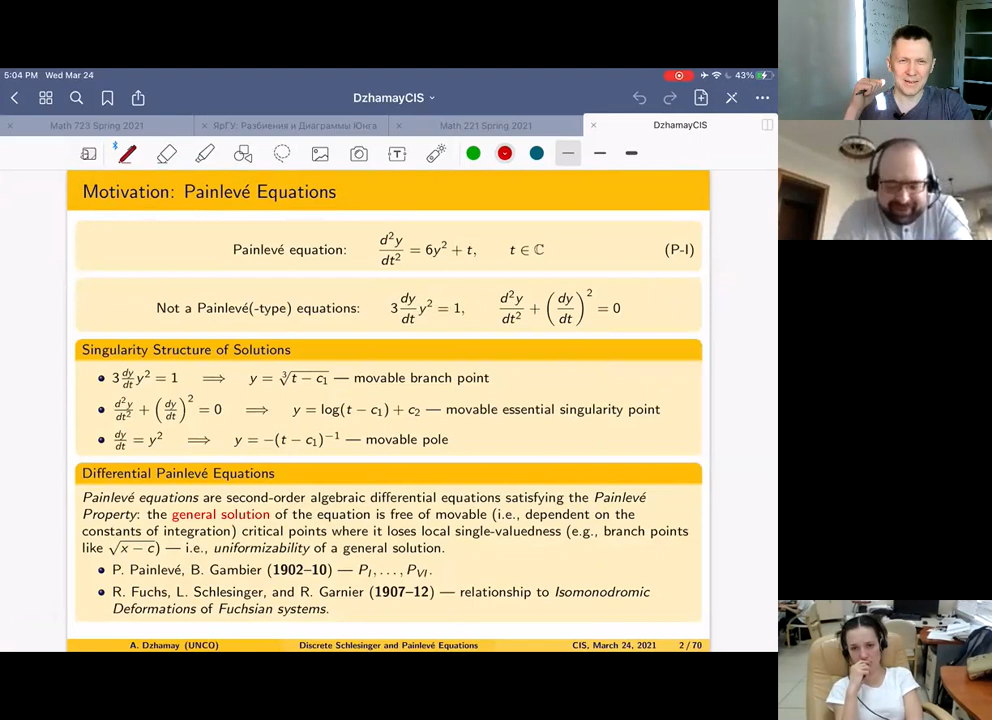 5:04 PM Wed Mar 24
43%
DzhamayCIS
Math 723 Spring 2021
ЯрГУ: Разбиения и Диаграммы Юнга
Math 221 Spring 2021
DzhamayCIS
Motivation: Painlevé Equations
Painlevé equation: d²y/dt² = 6y² + t, t ∈ ℂ (P-I)
Not a Painlevé(-type) equations: 3 dy/dt y² = 1, d²y/dt² + (dy/dt)² = 0
Singularity Structure of Solutions
• 3 dy/dt y² = 1 ⟹ y = ∛(t − c₁) — movable branch point
• d²y/dt² + (dy/dt)² = 0 ⟹ y = log(t − c₁) + c₂ — movable essential singularity point
• dy/dt = y² ⟹ y = −(t − c₁)⁻¹ — movable pole
Differential Painlevé Equations
Painlevé equations are second-order algebraic differential equations satisfying the Painlevé
Property: the general solution of the equation is free of movable (i.e., dependent on the
constants of integration) critical points where it loses local single-valuedness (e.g., branch points
like √(x − c)) — i.e., uniformizability of a general solution.
• P. Painlevé, B. Gambier (1902–10) — P_I, . . . , P_VI.
• R. Fuchs, L. Schlesinger, and R. Garnier (1907–12) — relationship to Isomonodromic
Deformations of Fuchsian systems.
A. Dzhamay (UNCO) Discrete Schlesinger and Painlevé Equations CIS, March 24, 2021 2 / 70